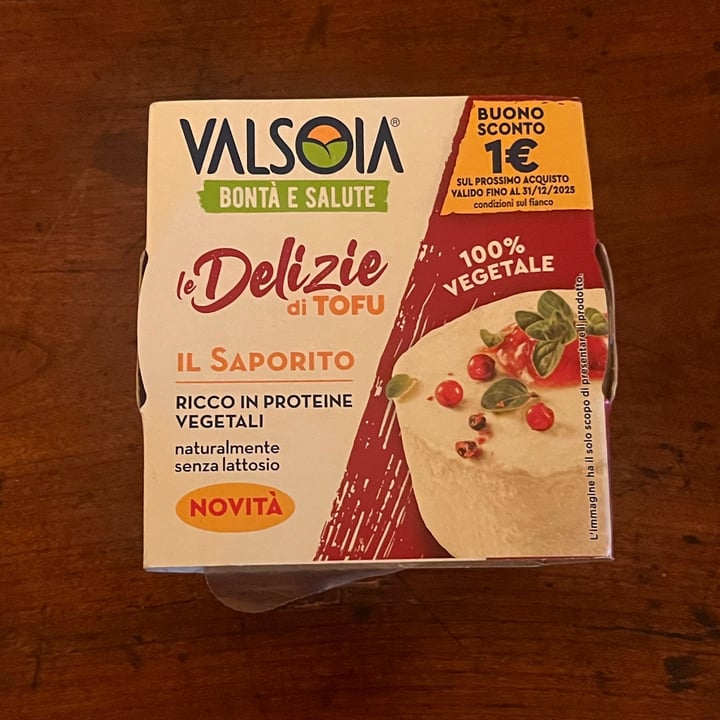 VALSOIA®
BONTÀ E SALUTE
le Delizie
di TOFU
IL SAPORITO
RICCO IN PROTEINE
VEGETALI
naturalmente
senza lattosio
NOVITÀ
BUONO
SCONTO
1€
SUL PROSSIMO ACQUISTO
VALIDO FINO AL 31/12/2025
condizioni sul fianco
100%
VEGETALE
L'immagine ha il solo scopo di presentare il prodotto.